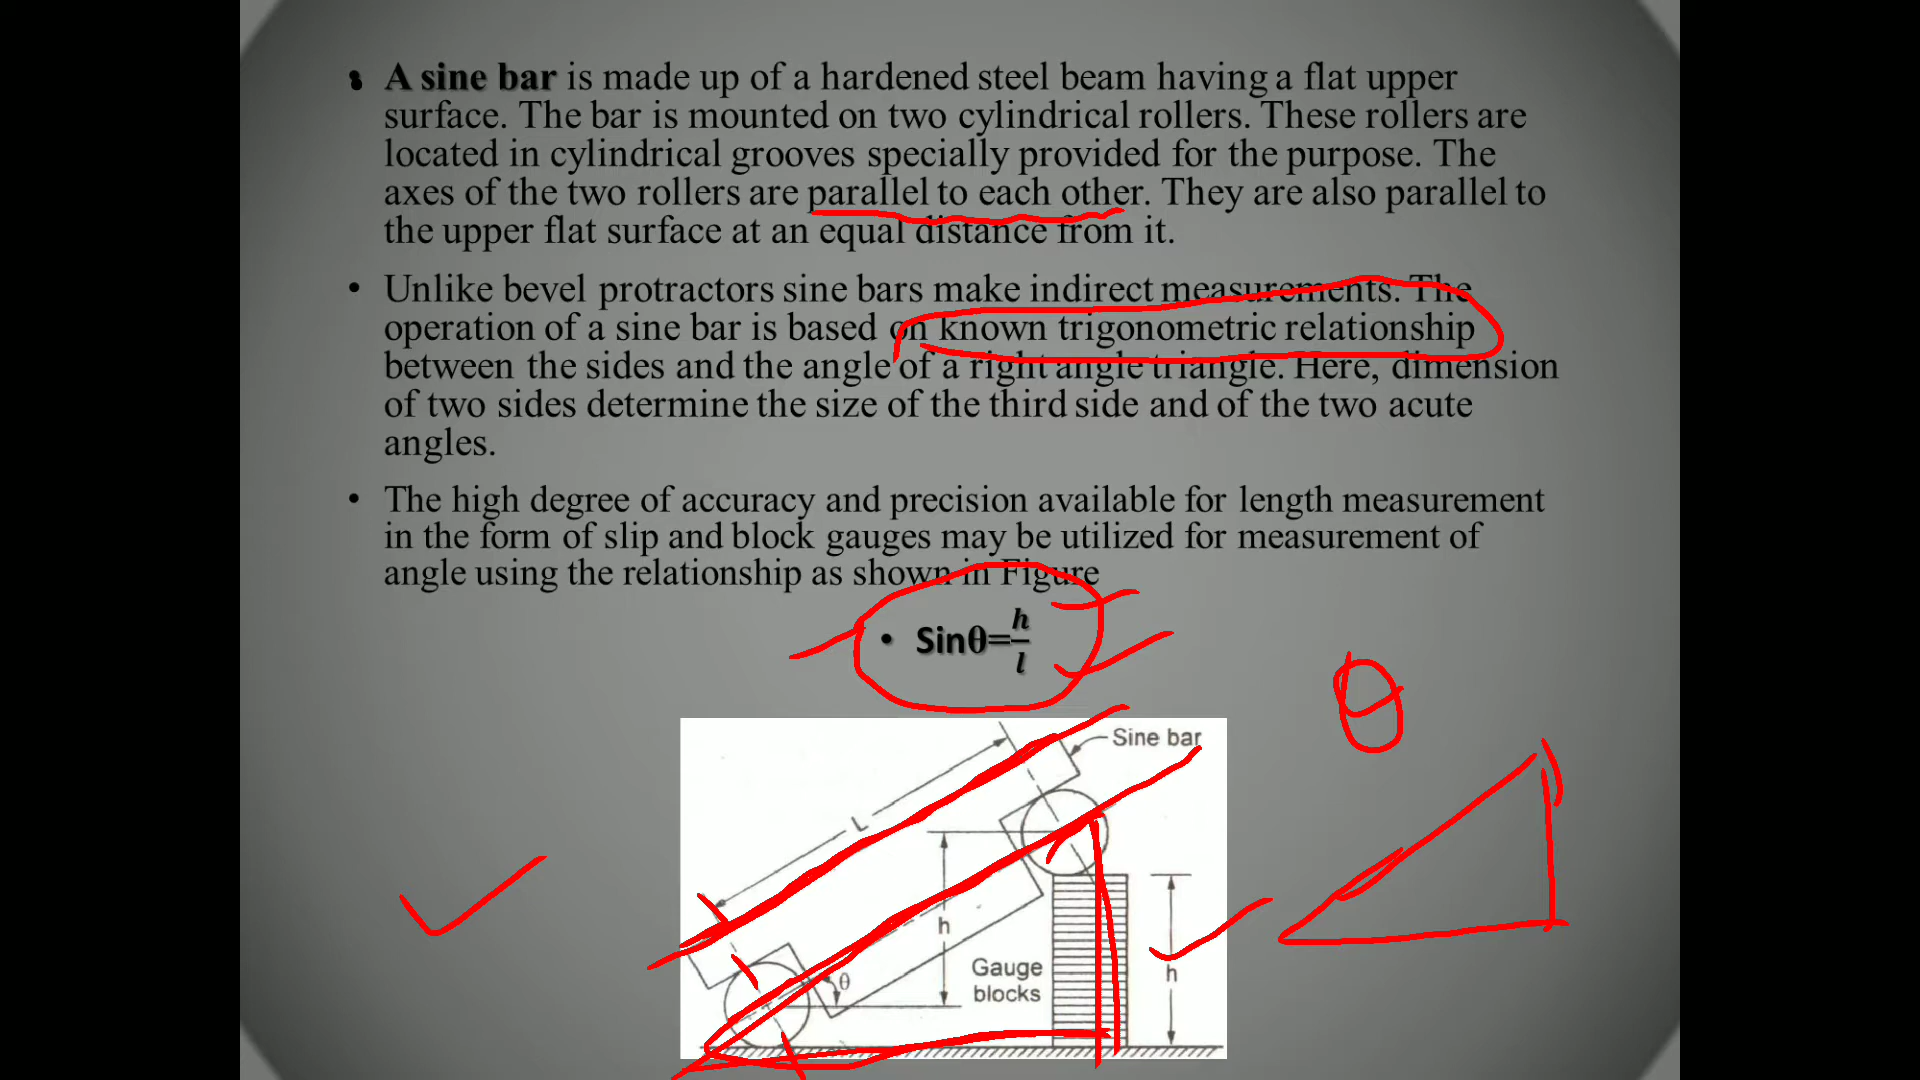 • A sine bar is made up of a hardened steel beam having a flat upper
surface. The bar is mounted on two cylindrical rollers. These rollers are
located in cylindrical grooves specially provided for the purpose. The
axes of the two rollers are parallel to each other. They are also parallel to
the upper flat surface at an equal distance from it.
• Unlike bevel protractors sine bars make indirect measurements. The
operation of a sine bar is based on known trigonometric relationship
between the sides and the angle of a right angle triangle. Here, dimension
of two sides determine the size of the third side and of the two acute
angles.
• The high degree of accuracy and precision available for length measurement
in the form of slip and block gauges may be utilized for measurement of
angle using the relationship as shown in Figure
• Sinθ=h/l
θ
Sine bar
L
h
Gauge
blocks
h
θ